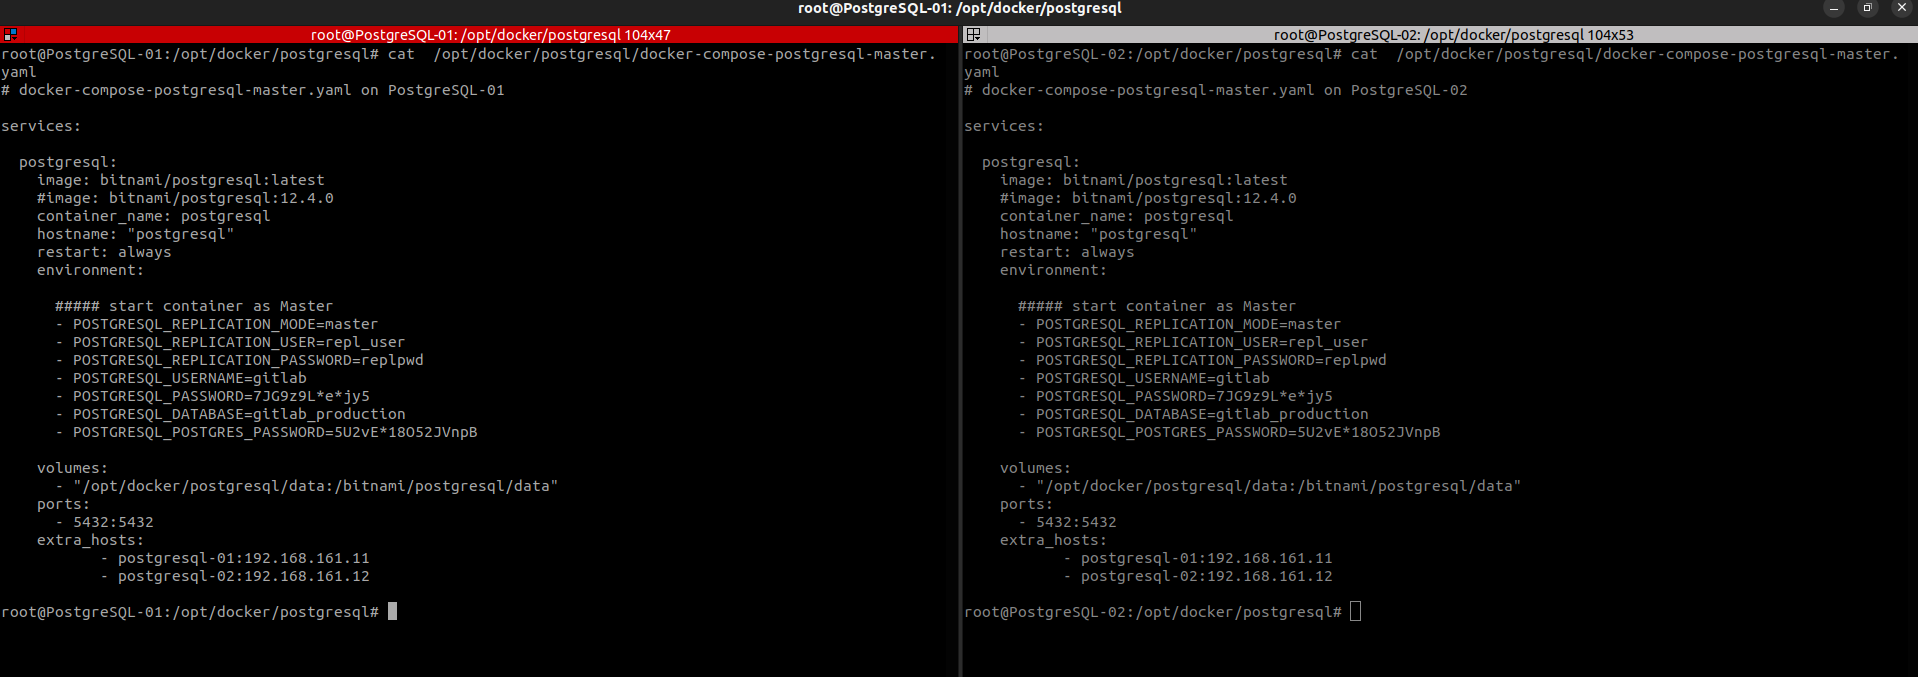 root@PostgreSQL-01: /opt/docker/postgresql
root@PostgreSQL-01: /opt/docker/postgresql 104x47
root@PostgreSQL-01:/opt/docker/postgresql# cat  /opt/docker/postgresql/docker-compose-postgresql-master.
yaml
# docker-compose-postgresql-master.yaml on PostgreSQL-01
services:
  postgresql:
    image: bitnami/postgresql:latest
    #image: bitnami/postgresql:12.4.0
    container_name: postgresql
    hostname: "postgresql"
    restart: always
    environment:
      ##### start container as Master
      - POSTGRESQL_REPLICATION_MODE=master
      - POSTGRESQL_REPLICATION_USER=repl_user
      - POSTGRESQL_REPLICATION_PASSWORD=replpwd
      - POSTGRESQL_USERNAME=gitlab
      - POSTGRESQL_PASSWORD=7JG9z9L*e*jy5
      - POSTGRESQL_DATABASE=gitlab_production
      - POSTGRESQL_POSTGRES_PASSWORD=5U2vE*18O52JVnpB
    volumes:
      - "/opt/docker/postgresql/data:/bitnami/postgresql/data"
    ports:
      - 5432:5432
    extra_hosts:
           - postgresql-01:192.168.161.11
           - postgresql-02:192.168.161.12
root@PostgreSQL-01:/opt/docker/postgresql#
root@PostgreSQL-02: /opt/docker/postgresql 104x53
root@PostgreSQL-02:/opt/docker/postgresql# cat  /opt/docker/postgresql/docker-compose-postgresql-master.
yaml
# docker-compose-postgresql-master.yaml on PostgreSQL-02
services:
  postgresql:
    image: bitnami/postgresql:latest
    #image: bitnami/postgresql:12.4.0
    container_name: postgresql
    hostname: "postgresql"
    restart: always
    environment:
      ##### start container as Master
      - POSTGRESQL_REPLICATION_MODE=master
      - POSTGRESQL_REPLICATION_USER=repl_user
      - POSTGRESQL_REPLICATION_PASSWORD=replpwd
      - POSTGRESQL_USERNAME=gitlab
      - POSTGRESQL_PASSWORD=7JG9z9L*e*jy5
      - POSTGRESQL_DATABASE=gitlab_production
      - POSTGRESQL_POSTGRES_PASSWORD=5U2vE*18O52JVnpB
    volumes:
      - "/opt/docker/postgresql/data:/bitnami/postgresql/data"
    ports:
      - 5432:5432
    extra_hosts:
           - postgresql-01:192.168.161.11
           - postgresql-02:192.168.161.12
root@PostgreSQL-02:/opt/docker/postgresql#